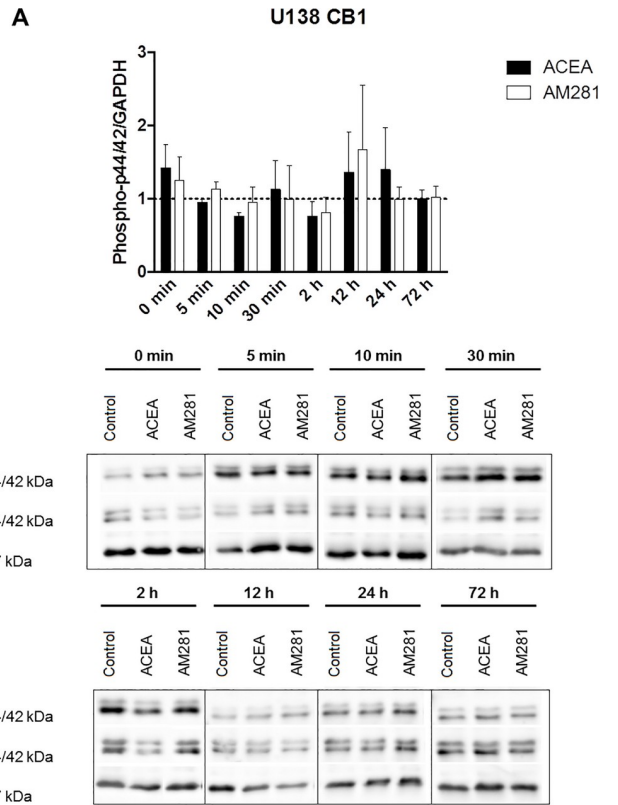 A
U138 CB1
Phospho-p44/42/GAPDH
3
2
1
0
ACEA
AM281
0 min
5 min
10 min
30 min
2 h
12 h
24 h
72 h
0 min 5 min 10 min 30 min
Control ACEA AM281 Control ACEA AM281 Control ACEA AM281 Control ACEA AM281
/42 kDa
/42 kDa
kDa
2 h 12 h 24 h 72 h
Control ACEA AM281 Control ACEA AM281 Control ACEA AM281 Control ACEA AM281
/42 kDa
/42 kDa
kDa